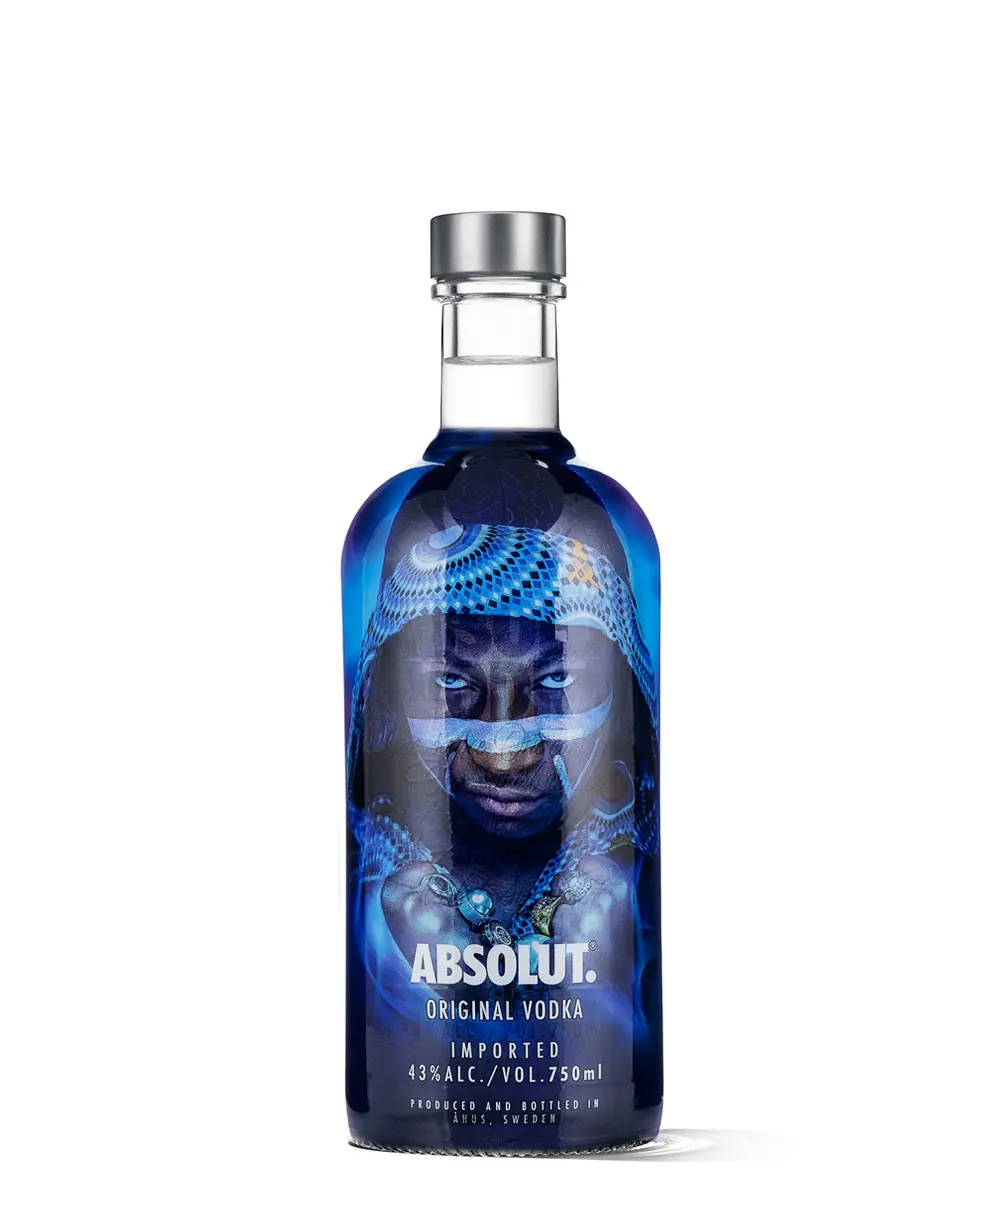 ABSOLUT.®
ORIGINAL VODKA
IMPORTED
43%ALC./VOL.750ml
PRODUCED AND BOTTLED IN
ÅHUS, SWEDEN